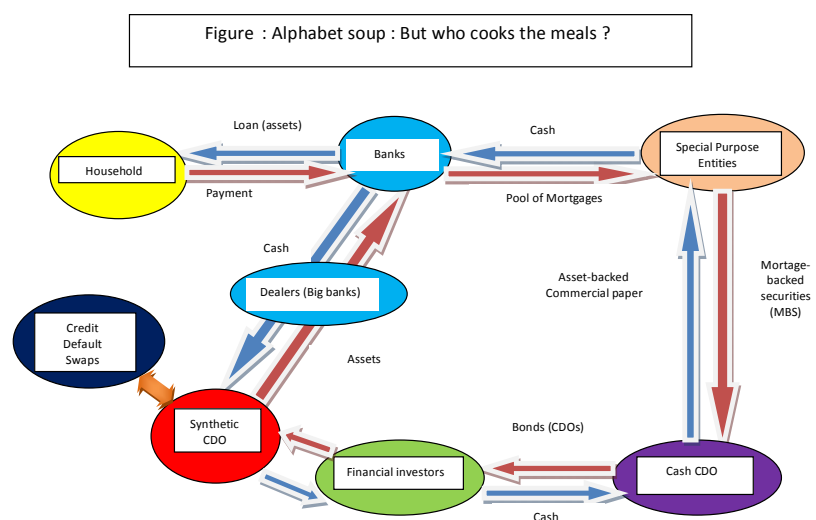 Figure : Alphabet soup : But who cooks the meals ?
Loan (assets)
Cash
Household
Banks
Special Purpose
Entities
Payment
Pool of Mortgages
Cash
Dealers (Big banks)
Asset-backed
Commercial paper
Mortage-
backed
securities
(MBS)
Credit
Default
Swaps
Assets
Synthetic
CDO
Bonds (CDOs)
Financial investors
Cash CDO
Cash